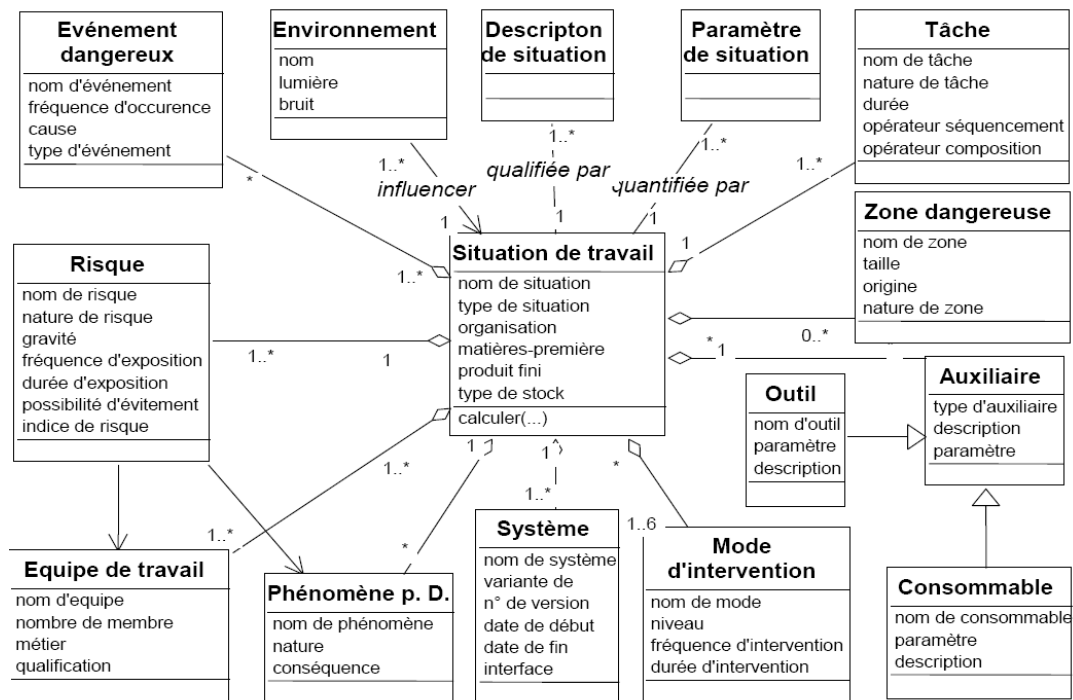 Evénement
dangereux
nom d'événement
fréquence d'occurence
cause
type d'événement
Environnement
nom
lumière
bruit
Descripton
de situation
Paramètre
de situation
Tâche
nom de tâche
nature de tâche
durée
opérateur séquencement
opérateur composition
1..*
influencer
1
1..*
qualifiée par
1
1..*
quantifiée par
1
1..*
1
*
1..*
Zone dangereuse
nom de zone
taille
origine
nature de zone
0..*
Risque
nom de risque
nature de risque
gravité
fréquence d'exposition
durée d'exposition
possibilité d'évitement
indice de risque
1..*
1
Situation de travail
nom de situation
type de situation
organisation
matières-première
produit fini
type de stock
calculer(...)
*
1
Auxiliaire
type d'auxiliaire
description
paramètre
Outil
nom d'outil
paramètre
description
1..*
1..*
1
*
1
1..*
*
1..6
Equipe de travail
nom d'equipe
nombre de membre
métier
qualification
Phénomène p. D.
nom de phénomène
nature
conséquence
Système
nom de système
variante de
n° de version
date de début
date de fin
interface
Mode
d'intervention
nom de mode
niveau
fréquence d'intervention
durée d'intervention
Consommable
nom de consommable
paramètre
description